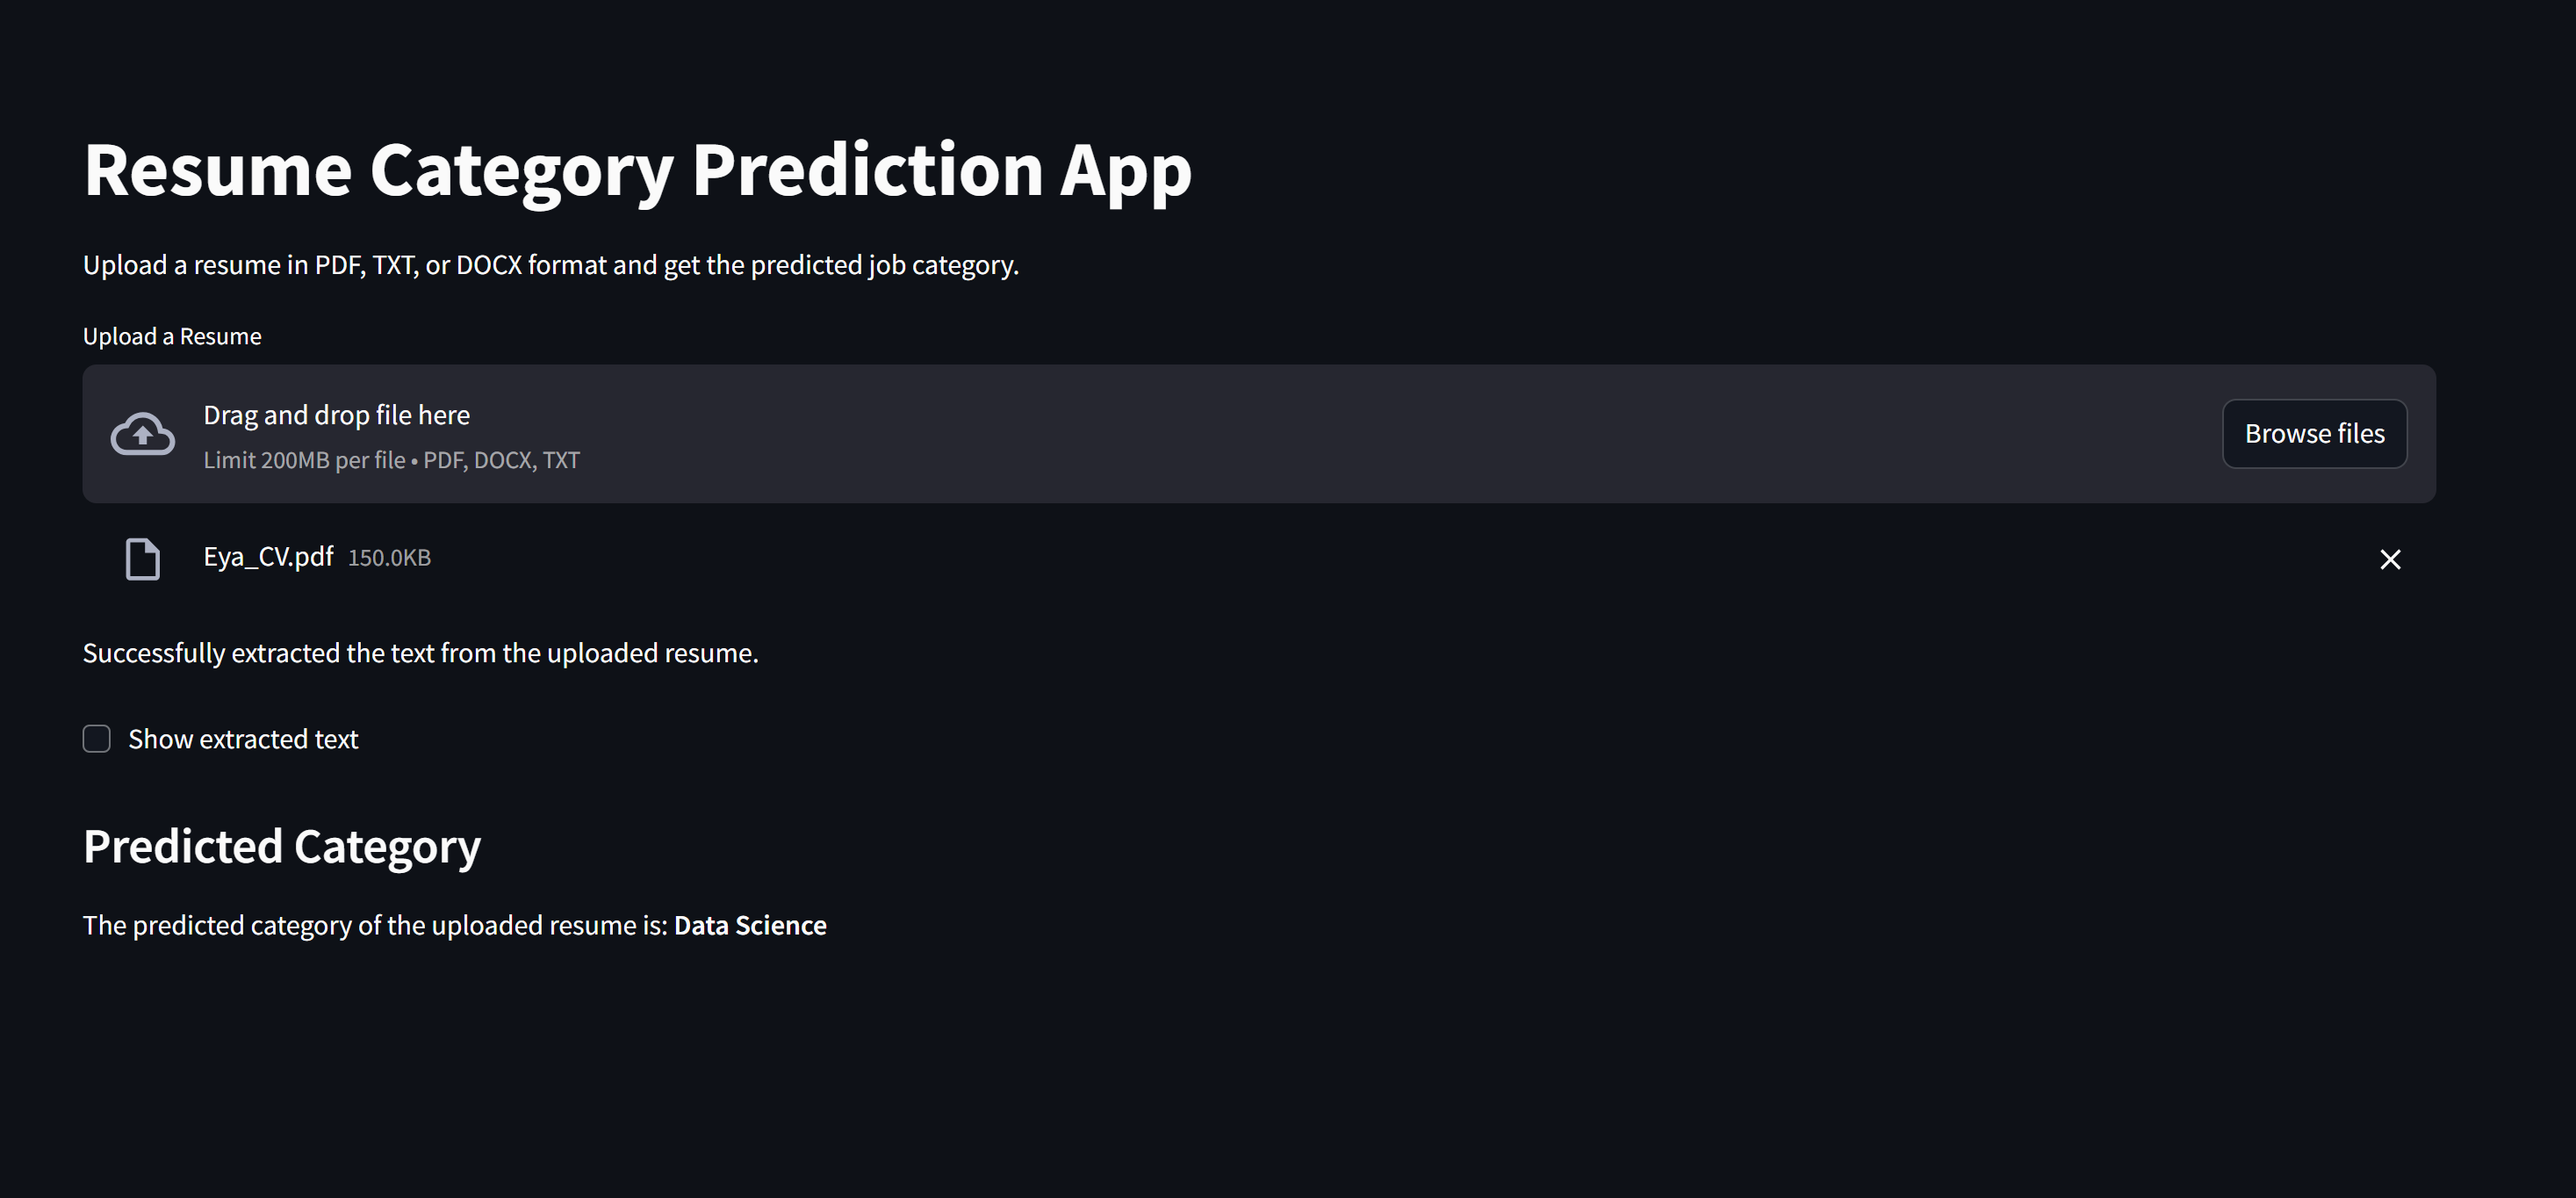 Resume Category Prediction App
Upload a resume in PDF, TXT, or DOCX format and get the predicted job category.
Upload a Resume
Drag and drop file here
Limit 200MB per file • PDF, DOCX, TXT
Browse files
Eya_CV.pdf 150.0KB
Successfully extracted the text from the uploaded resume.
Show extracted text
Predicted Category
The predicted category of the uploaded resume is: Data Science